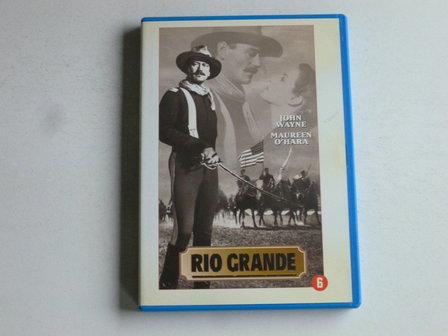 JOHN
WAYNE
MAUREEN
O'HARA
RIO GRANDE
6